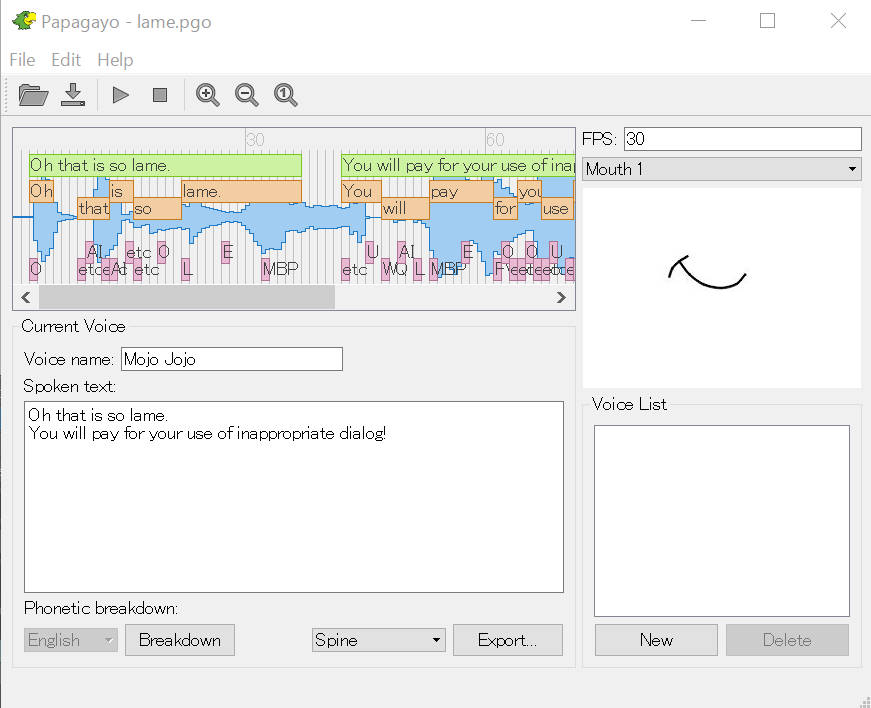 Papagayo - lame.pgo
File Edit Help
30 60
Oh that is so lame. You will pay for your use of inap
Oh is lame. You pay you
that so will for use
AI etc O E U AI E O O U
O etc AI etc L MBP etc WQ L MBP FV etc etc etc
Current Voice
Voice name: Mojo Jojo
Spoken text:
Oh that is so lame.
You will pay for your use of inappropriate dialog!
Phonetic breakdown:
English Breakdown Spine Export...
FPS: 30
Mouth 1
Voice List
New Delete